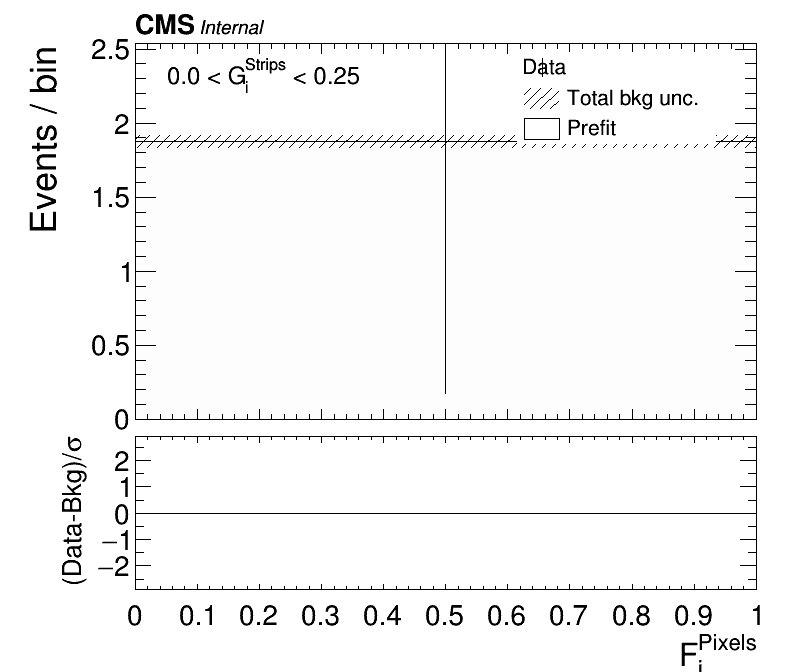 CMS Internal
0.0 < G_i^Strips < 0.25
Data
Total bkg unc.
Prefit
Events / bin
2.5
2
1.5
1
0.5
0
(Data-Bkg)/σ
2
1
0
−1
−2
0 0.1 0.2 0.3 0.4 0.5 0.6 0.7 0.8 0.9 1
F_i^Pixels